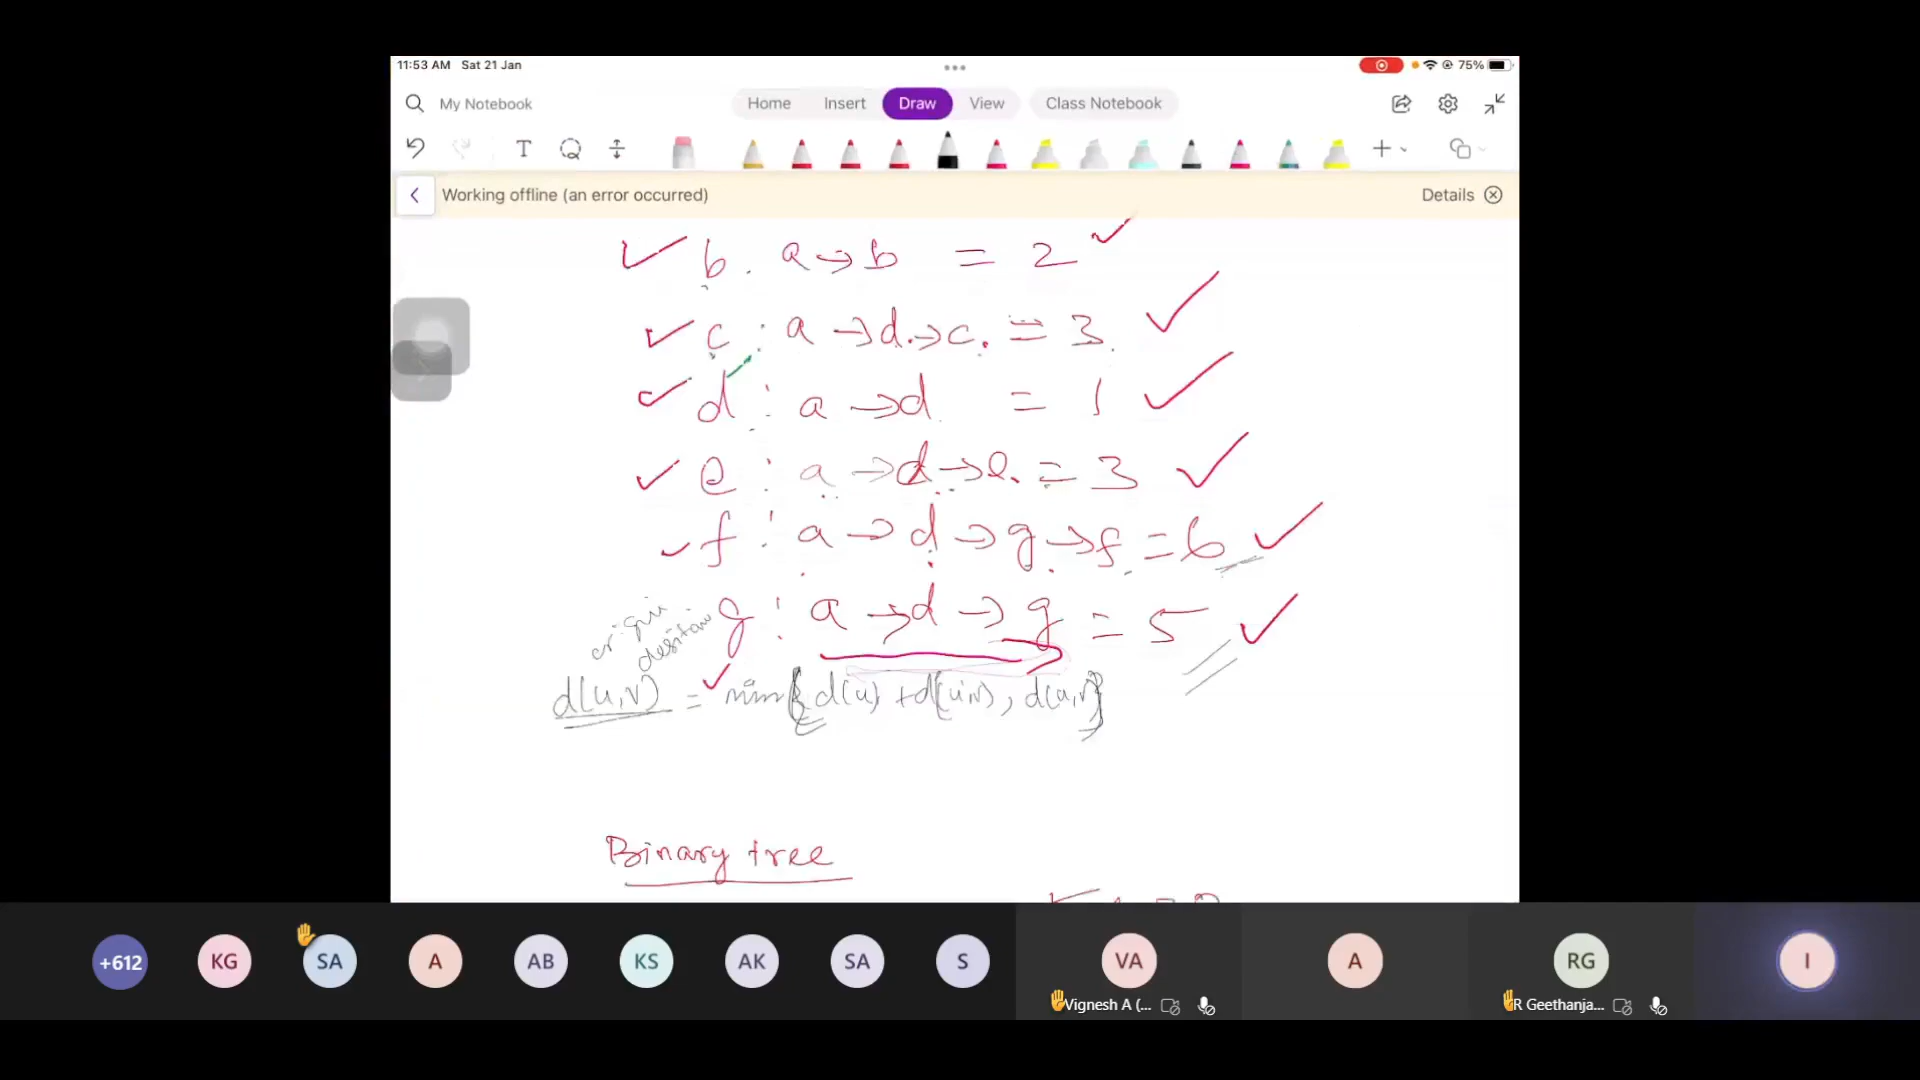 11:53 AM Sat 21 Jan
75%
My Notebook
Home Insert Draw View Class Notebook
T
Working offline (an error occurred) Details
b. a→b = 2
c : a→d→c. = 3
d : a→d = 1
e : a→d→e. = 3
f : a→d→g→f = 6
g : a→d→g = 5
origin
d(u,v) = min{d(u) + d(u,v), d(u,v)}
Binary tree
+612 KG SA A AB KS AK SA S VA A RG I
Vignesh A (... R Geethanja...